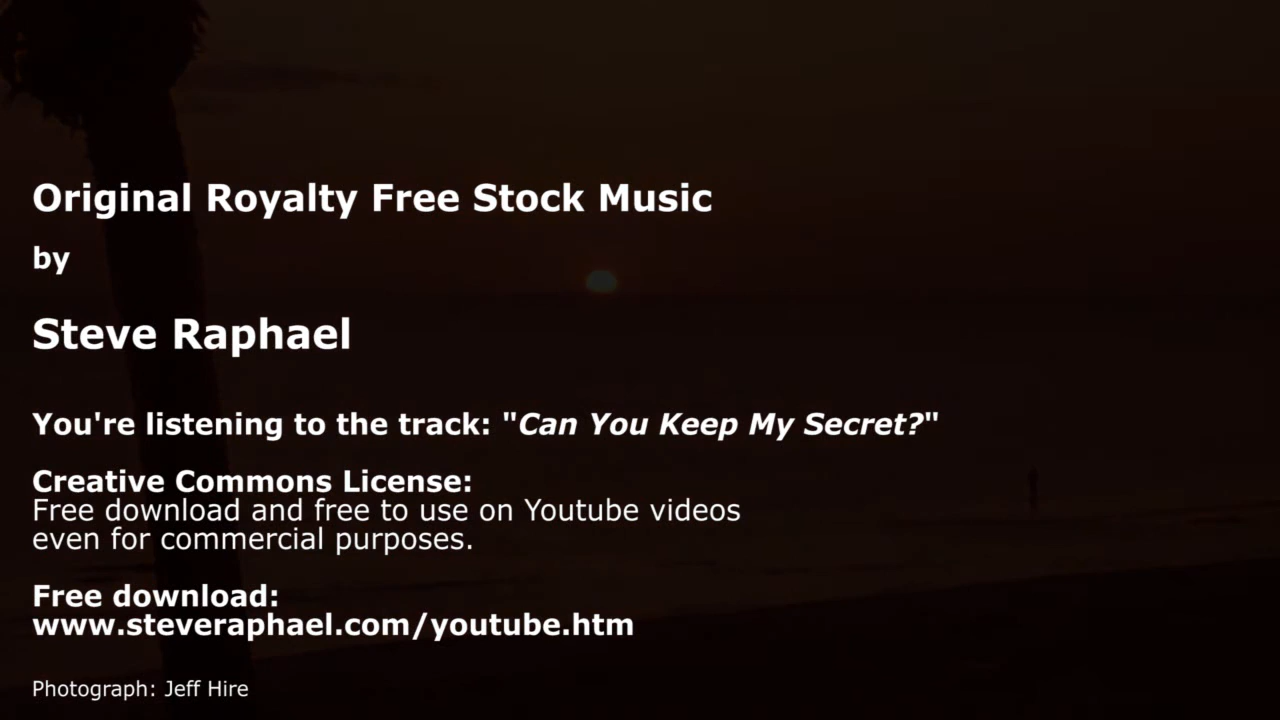 Original Royalty Free Stock Music
by
Steve Raphael
You're listening to the track: "Can You Keep My Secret?"
Creative Commons License:
Free download and free to use on Youtube videos
even for commercial purposes.
Free download:
www.steveraphael.com/youtube.htm
Photograph: Jeff Hire